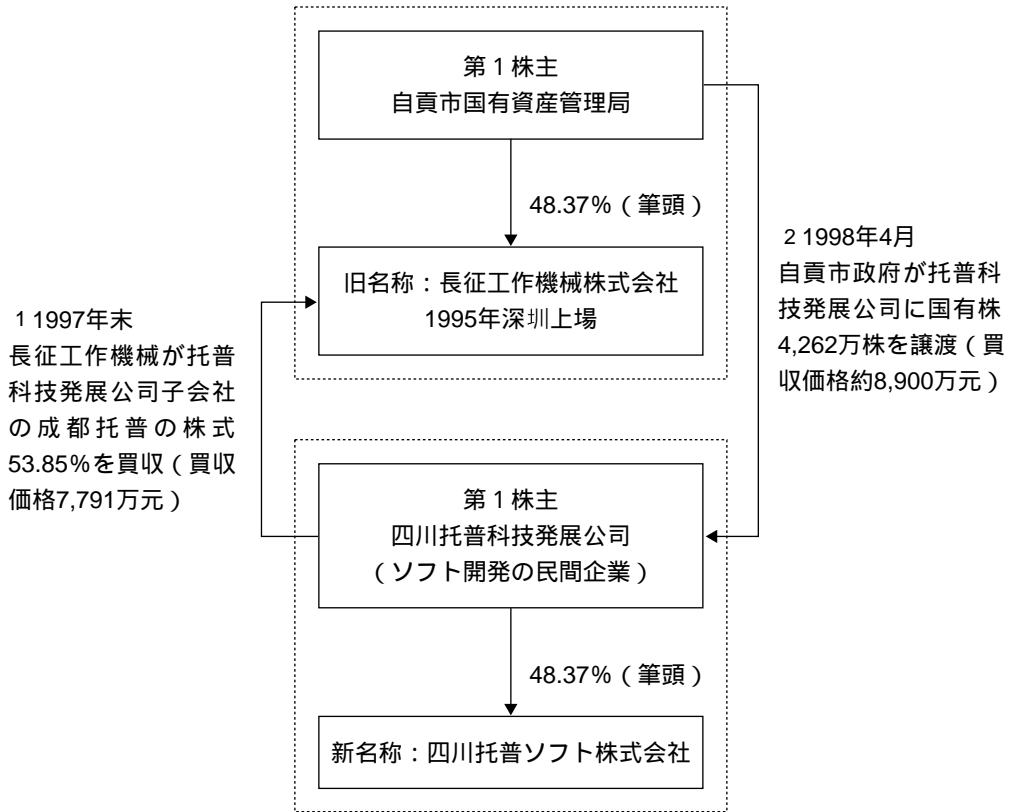 第1株主
自貢市国有資産管理局
48.37%（筆頭）
旧名称：長征工作機械株式会社
1995年深圳上場
1 1997年末
長征工作機械が托普
科技発展公司子会社
の成都托普の株式
53.85%を買収（買収
価格7,791万元）
2 1998年4月
自貢市政府が托普科
技発展公司に国有株
4,262万株を譲渡（買
収価格約8,900万元）
第1株主
四川托普科技発展公司
（ソフト開発の民間企業）
48.37%（筆頭）
新名称：四川托普ソフト株式会社